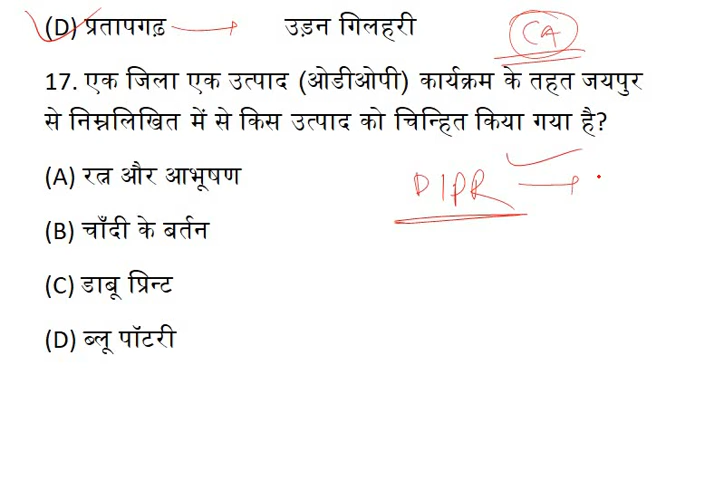 (D) प्रतापगढ़ उड़न गिलहरी CA
17. एक जिला एक उत्पाद (ओडीओपी) कार्यक्रम के तहत जयपुर
से निम्नलिखित में से किस उत्पाद को चिन्हित किया गया है?
(A) रत्न और आभूषण
DIPR
(B) चाँदी के बर्तन
(C) डाबू प्रिन्ट
(D) ब्लू पॉटरी